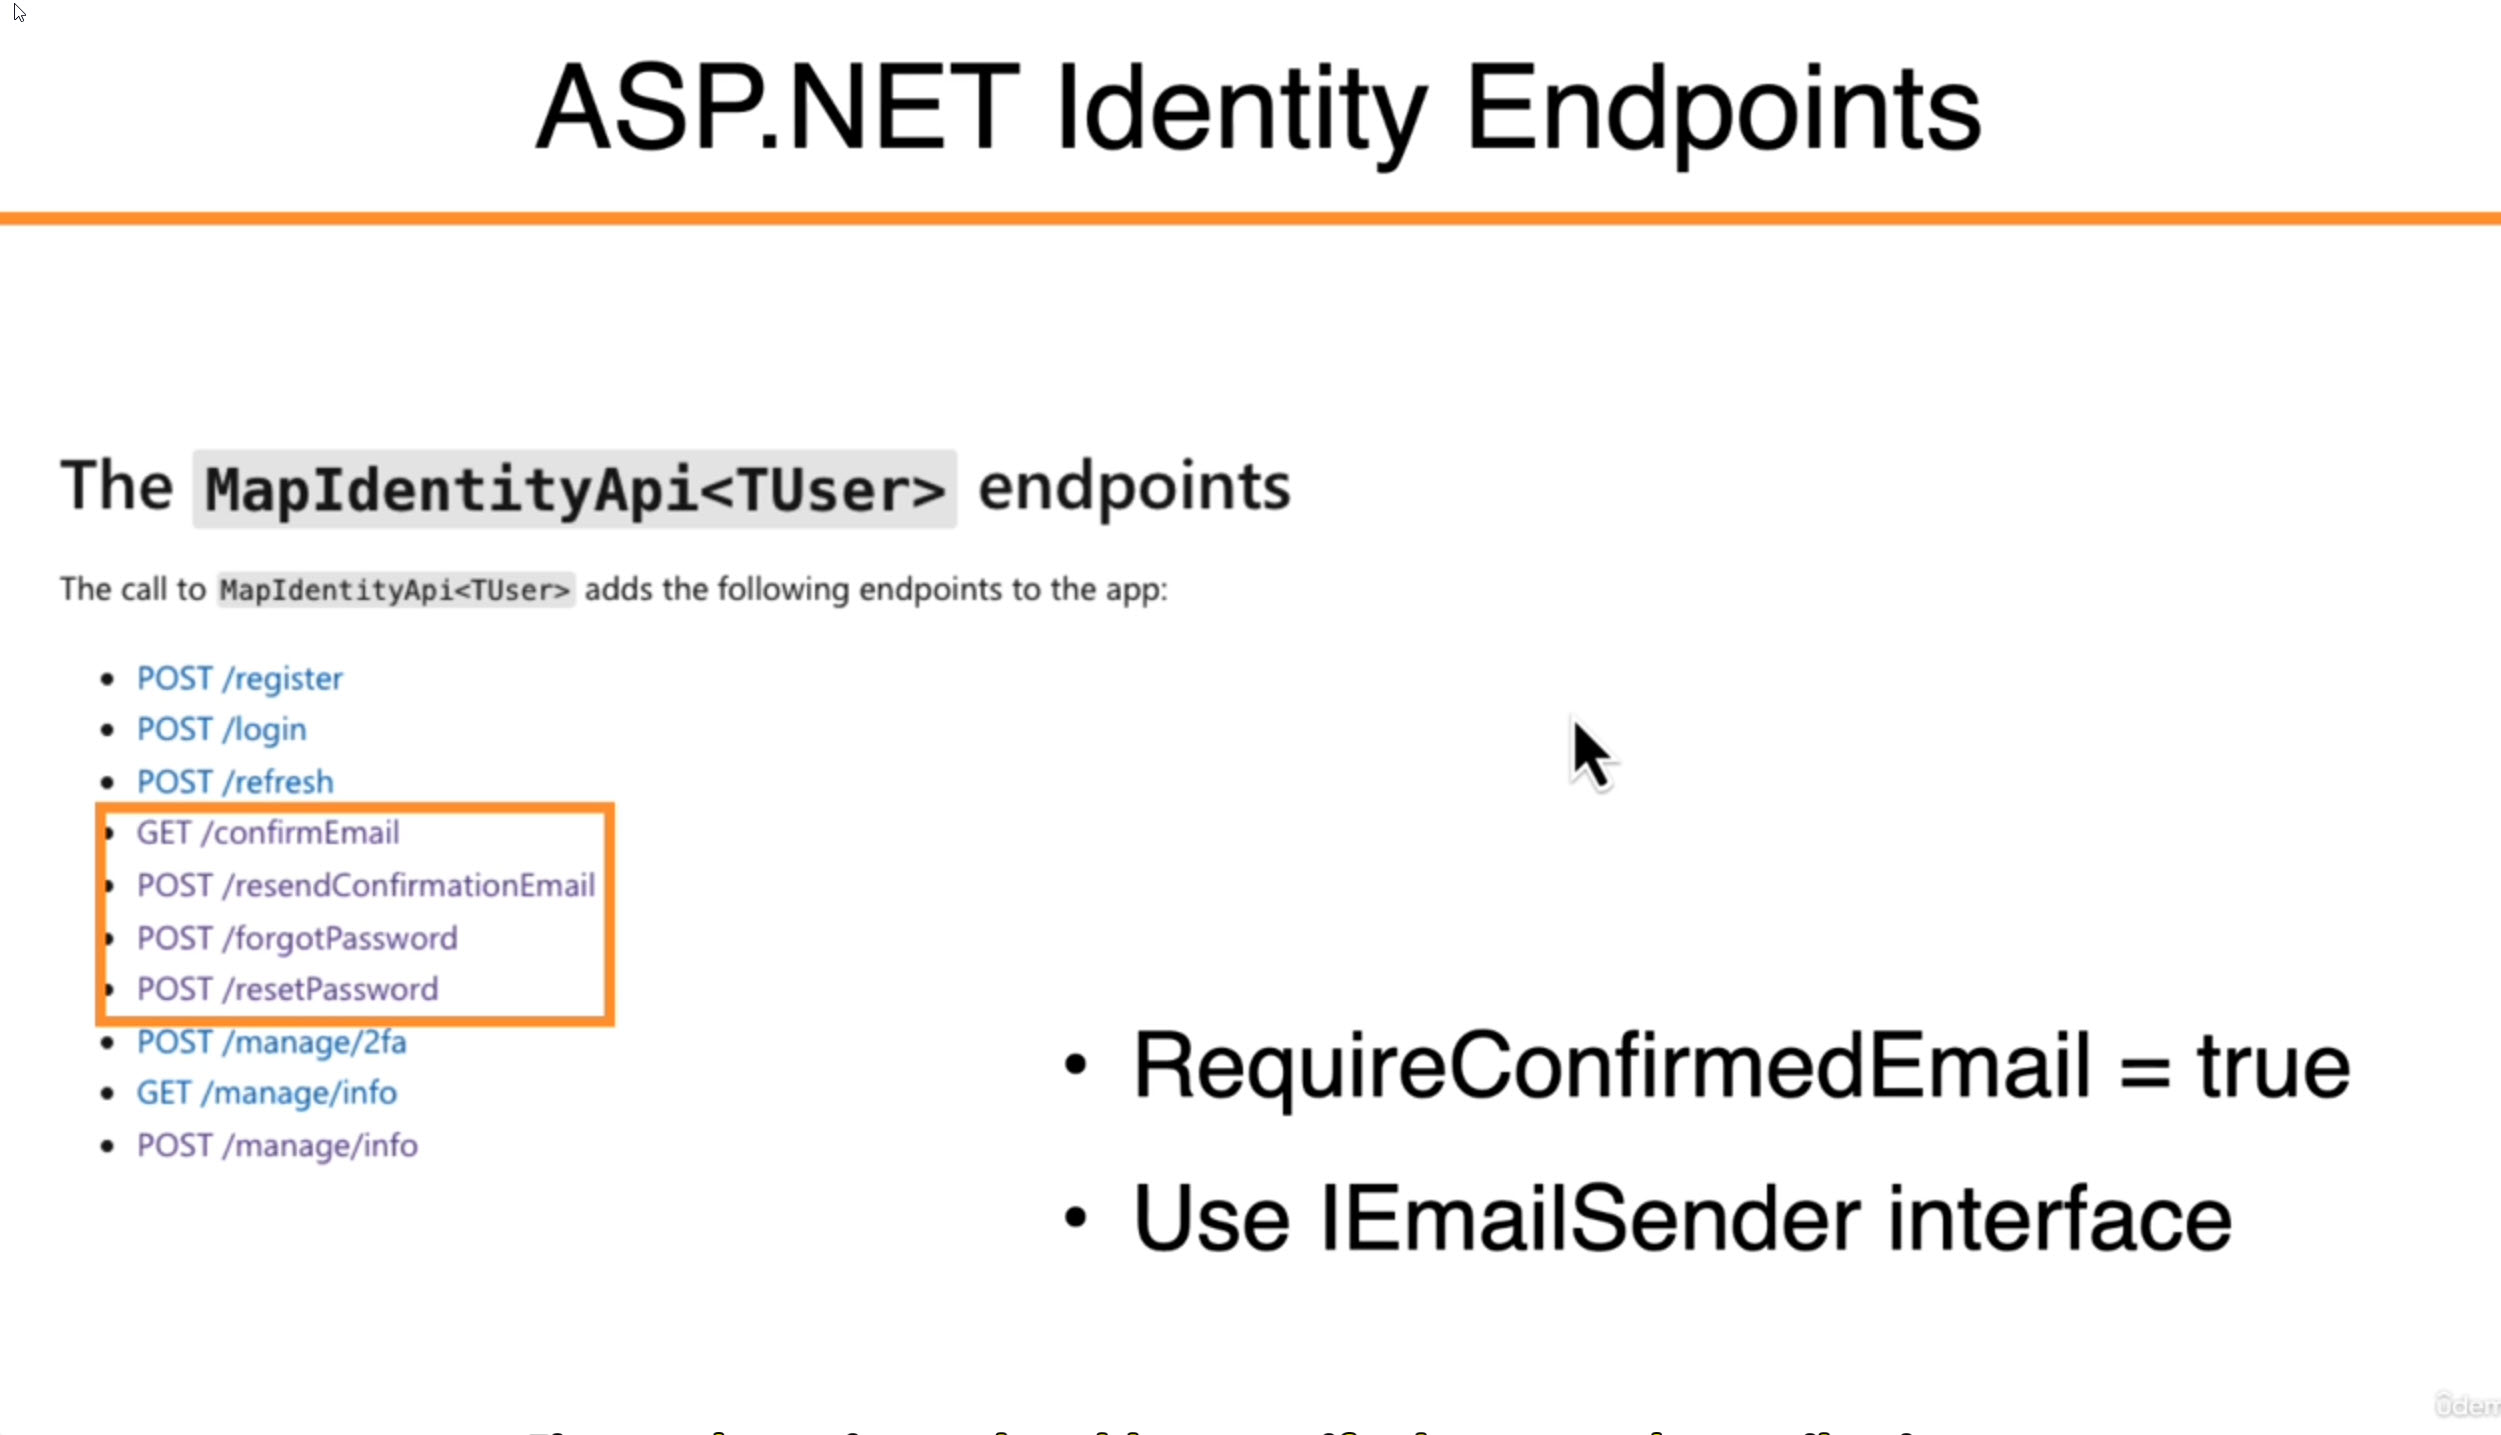 ASP.NET Identity Endpoints
The MapIdentityApi<TUser> endpoints
The call to MapIdentityApi<TUser> adds the following endpoints to the app:
• POST /register
• POST /login
• POST /refresh
• GET /confirmEmail
• POST /resendConfirmationEmail
• POST /forgotPassword
• POST /resetPassword
• POST /manage/2fa
• GET /manage/info
• POST /manage/info
• RequireConfirmedEmail = true
• Use IEmailSender interface